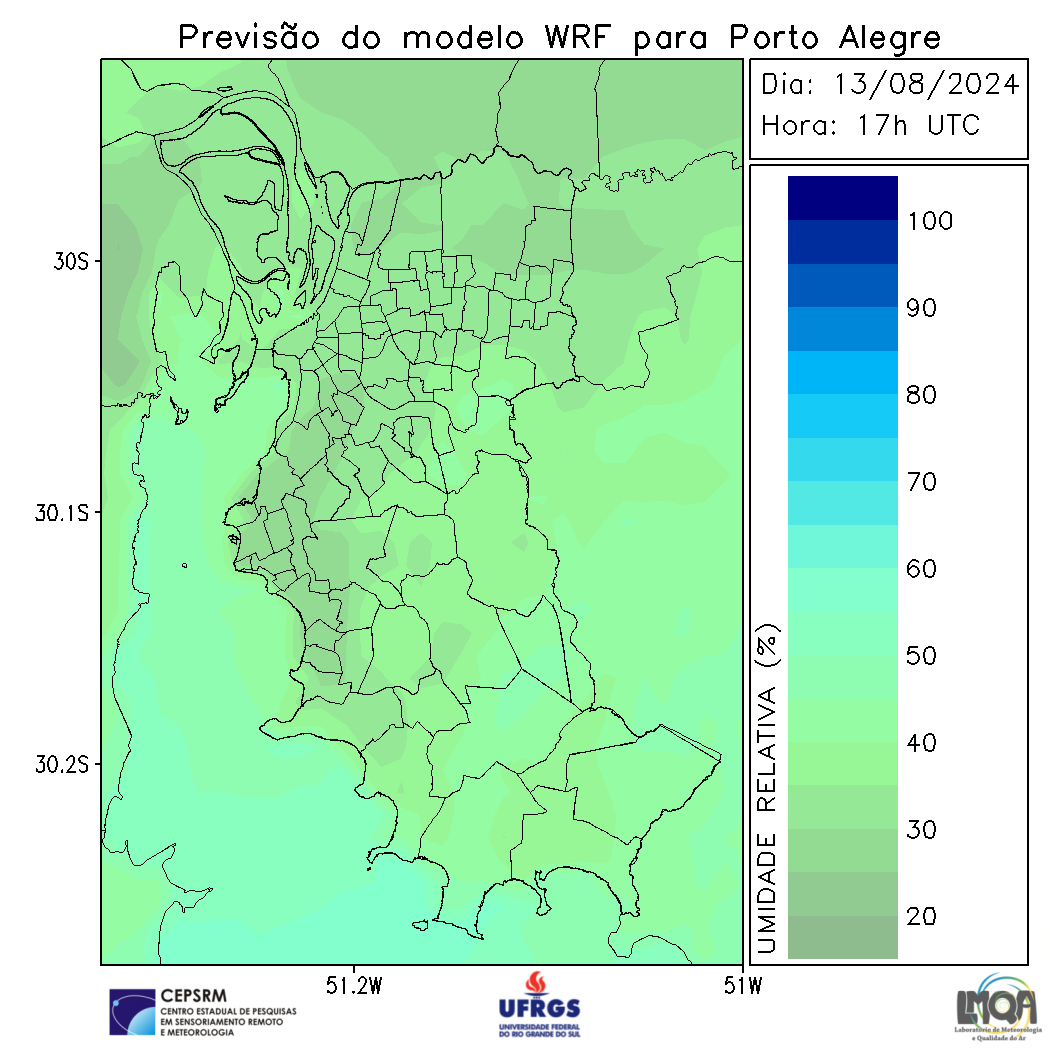 Previsão do modelo WRF para Porto Alegre
Dia: 13/08/2024
Hora: 17h UTC
100
90
80
70
60
50
40
30
20
UMIDADE RELATIVA (%)
30S
30.1S
30.2S
51.2W
51W
CEPSRM
CENTRO ESTADUAL DE PESQUISAS
EM SENSORIAMENTO REMOTO
E METEOROLOGIA
UFRGS
UNIVERSIDADE FEDERAL
DO RIO GRANDE DO SUL
LMQA
Laboratório de Meteorologia
e Qualidade do Ar